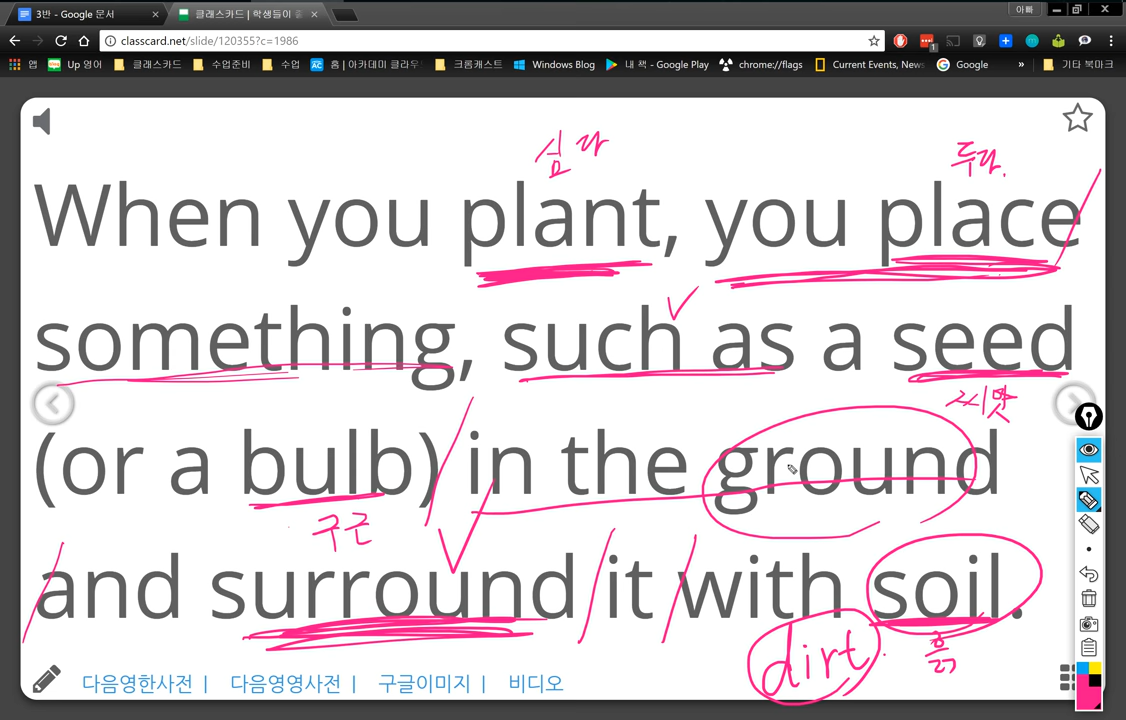 3반 - Google 문서
클래스카드 | 학생들이 좋
아빠
classcard.net/slide/120355?c=1986
1
앱 Up 영어 클래스카드 수업준비 수업 홈 | 아카데미 클라우 크롬캐스트 Windows Blog 내 책 - Google Play chrome://flags Current Events, News Google » 기타 북마크
심다
두다.
When you plant, you place
something, such as a seed
씨앗
(or a bulb) in the ground
구근
and surround it with soil.
dirt.
흙
다음영한사전 | 다음영영사전 | 구글이미지 | 비디오